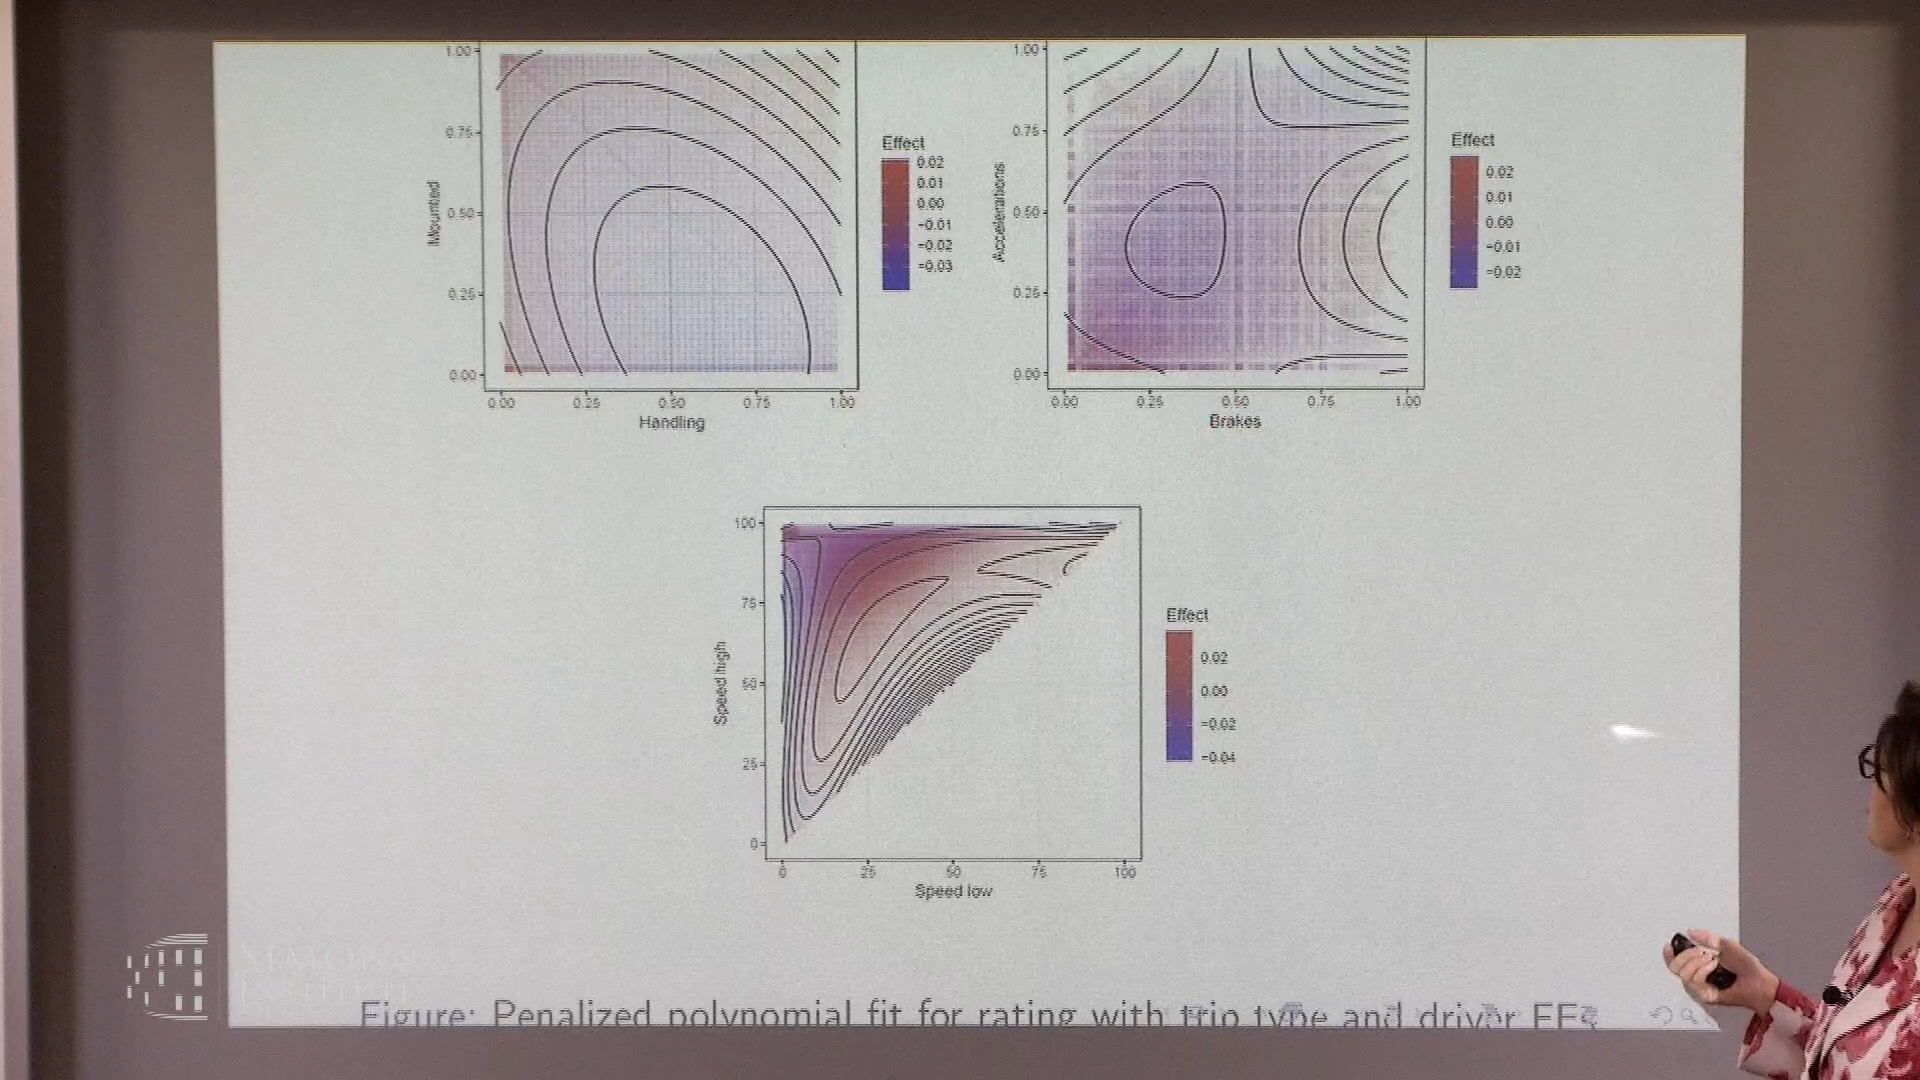 1.00
0.75
0.50
0.25
0.00
Mounted
0.00 0.25 0.50 0.75 1.00
Handling
Effect
0.02
0.01
0.00
-0.01
-0.02
-0.03
1.00
0.75
0.50
0.25
0.00
Accelerations
0.00 0.25 0.50 0.75 1.00
Brakes
Effect
0.02
0.01
0.00
-0.01
-0.02
100
75
50
25
0
Speed high
0 25 50 75 100
Speed low
Effect
0.02
0.00
-0.02
-0.04
SIMONS
INSTITUTE
Figure: Penalized polynomial fit for rating with trip type and driver FEs